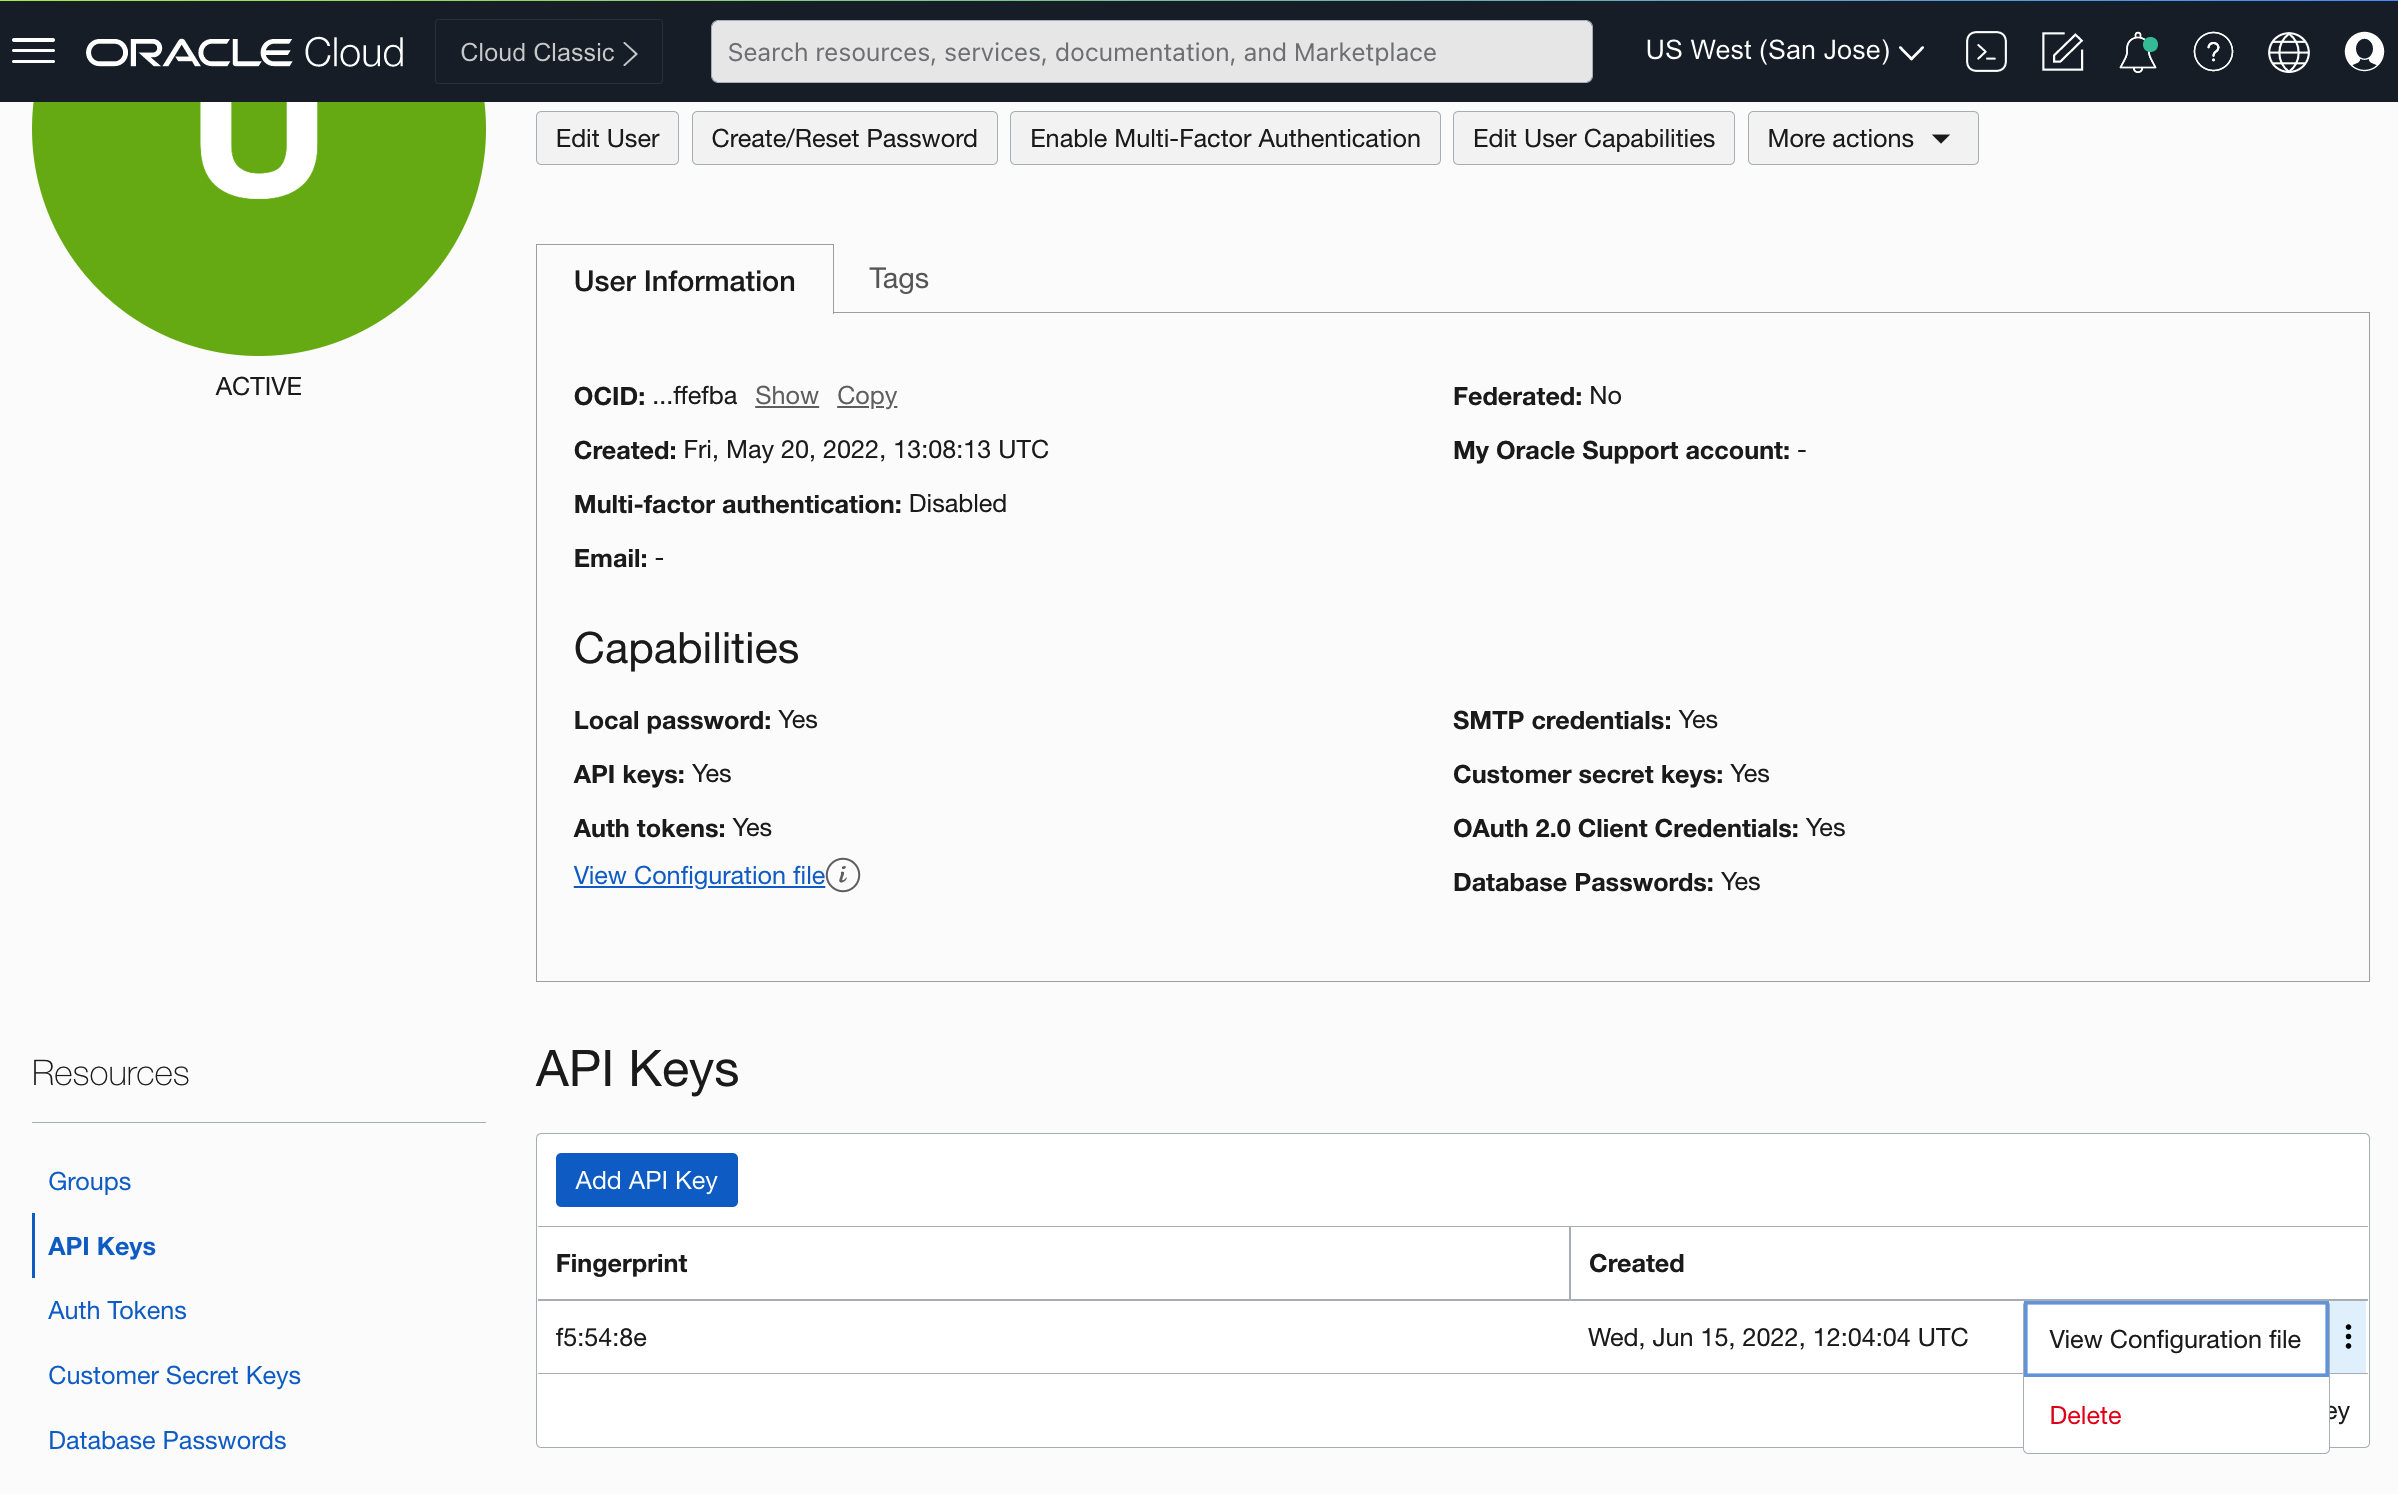 ORACLE Cloud
Cloud Classic
Search resources, services, documentation, and Marketplace
US West (San Jose)
U
Edit User
Create/Reset Password
Enable Multi-Factor Authentication
Edit User Capabilities
More actions
ACTIVE
User Information
Tags
OCID: ...ffefba Show Copy
Federated: No
Created: Fri, May 20, 2022, 13:08:13 UTC
My Oracle Support account: -
Multi-factor authentication: Disabled
Email: -
Capabilities
Local password: Yes
SMTP credentials: Yes
API keys: Yes
Customer secret keys: Yes
Auth tokens: Yes
OAuth 2.0 Client Credentials: Yes
View Configuration file
Database Passwords: Yes
Resources
Groups
API Keys
Auth Tokens
Customer Secret Keys
Database Passwords
API Keys
Add API Key
Fingerprint
Created
f5:54:8e
Wed, Jun 15, 2022, 12:04:04 UTC
View Configuration file
Delete